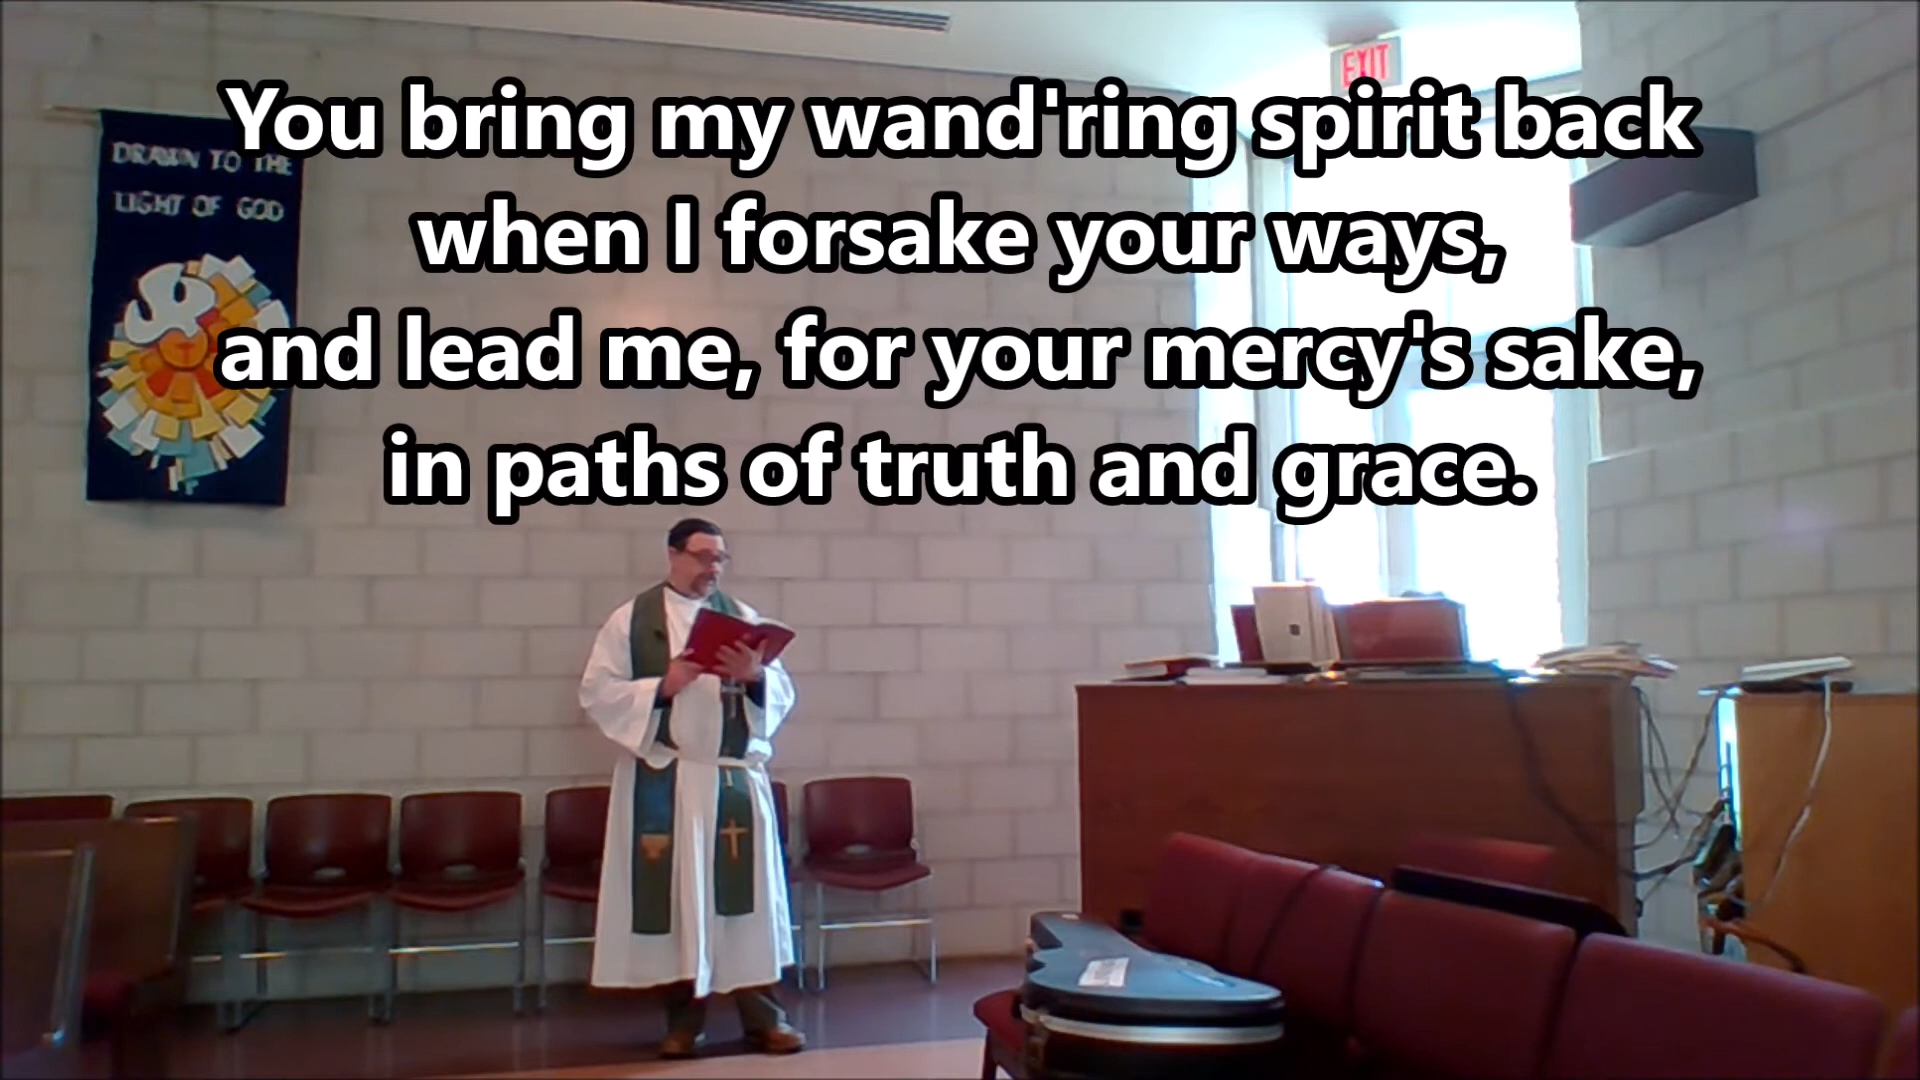 EXIT
You bring my wand'ring spirit back
when I forsake your ways,
and lead me, for your mercy's sake,
in paths of truth and grace.
DRAWN TO THE
LIGHT OF GOD